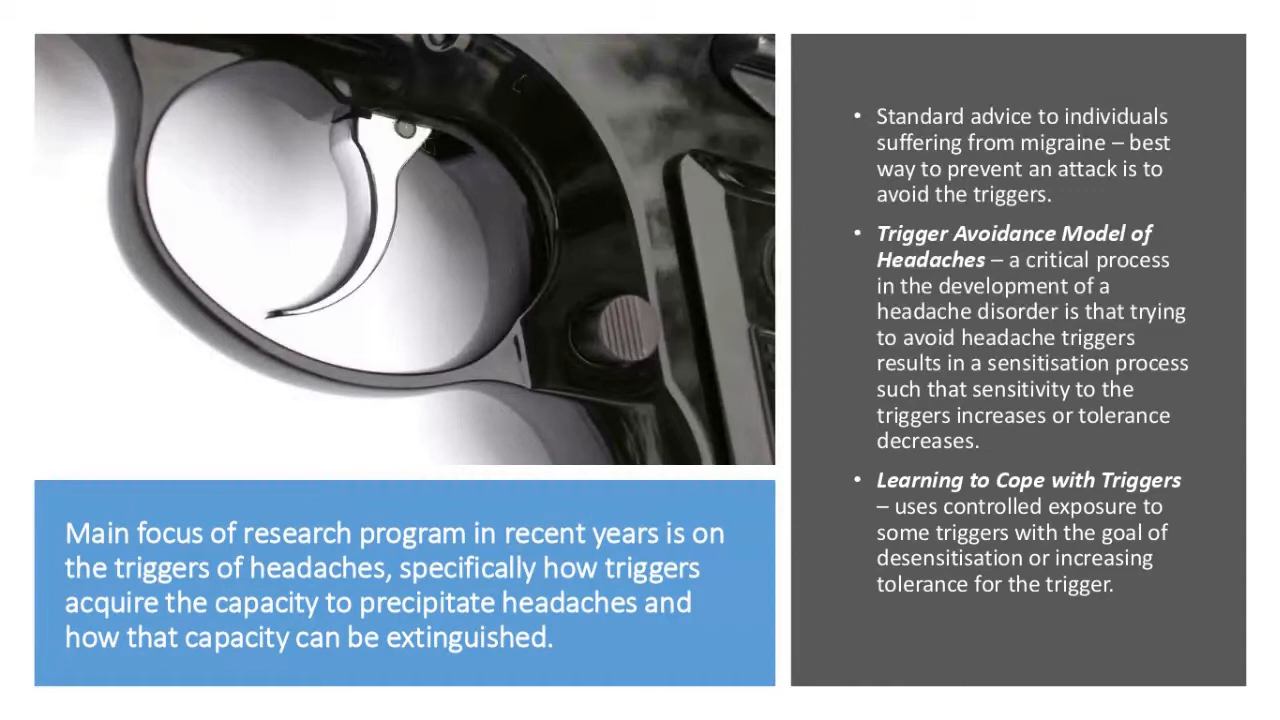 Main focus of research program in recent years is on
the triggers of headaches, specifically how triggers
acquire the capacity to precipitate headaches and
how that capacity can be extinguished.
• Standard advice to individuals
suffering from migraine – best
way to prevent an attack is to
avoid the triggers.
• Trigger Avoidance Model of
Headaches – a critical process
in the development of a
headache disorder is that trying
to avoid headache triggers
results in a sensitisation process
such that sensitivity to the
triggers increases or tolerance
decreases.
• Learning to Cope with Triggers
– uses controlled exposure to
some triggers with the goal of
desensitisation or increasing
tolerance for the trigger.